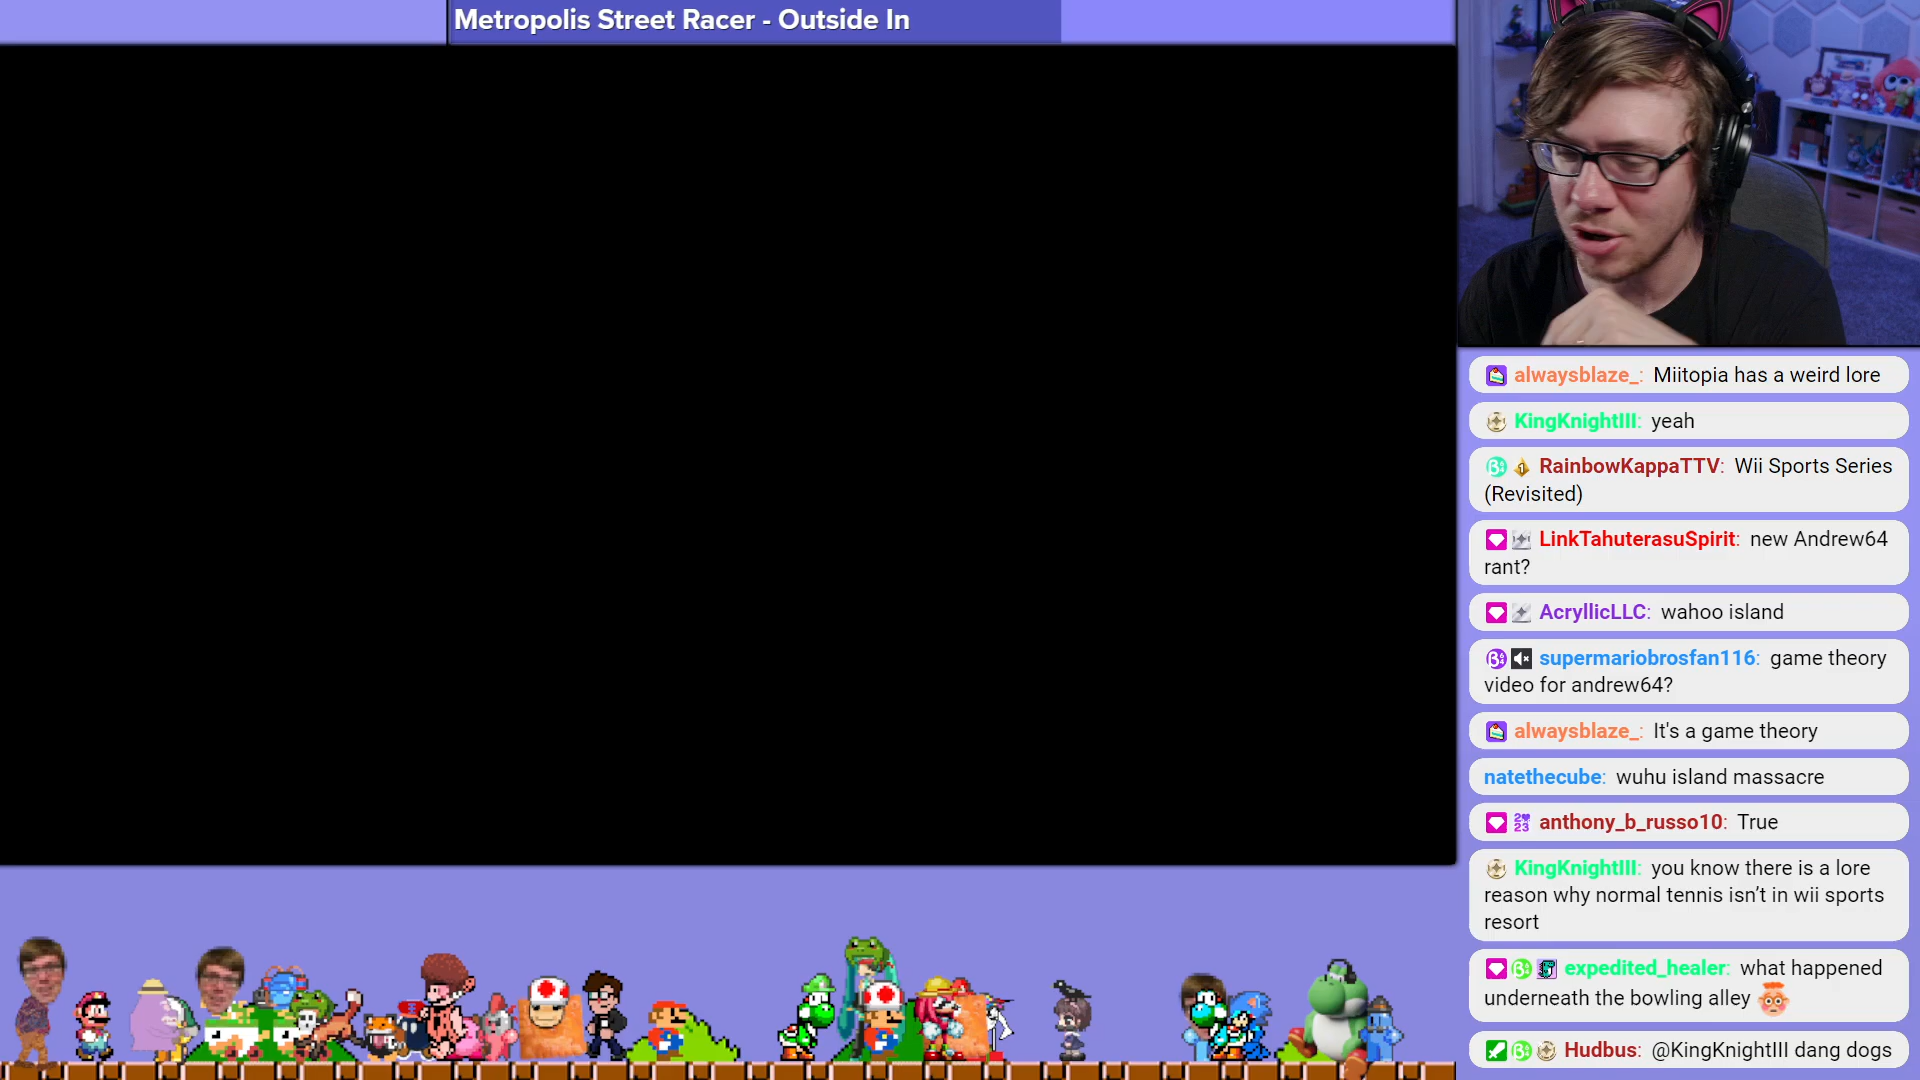 Metropolis Street Racer - Outside In
alwaysblaze_: Miitopia has a weird lore
KingKnightIII: yeah
RainbowKappaTTV: Wii Sports Series
(Revisited)
LinkTahuterasuSpirit: new Andrew64
rant?
AcryllicLLC: wahoo island
supermariobrosfan116: game theory
video for andrew64?
alwaysblaze_: It's a game theory
natethecube: wuhu island massacre
anthony_b_russo10: True
KingKnightIII: you know there is a lore
reason why normal tennis isn't in wii sports
resort
expedited_healer: what happened
underneath the bowling alley
Hudbus: @KingKnightIII dang dogs